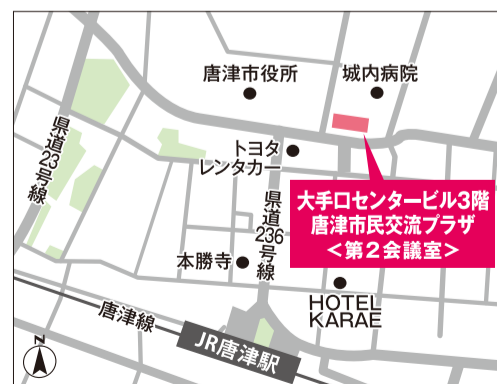 唐津市役所
城内病院
県道23号線
トヨタ
レンタカー
大手口センタービル3階
唐津市民交流プラザ
＜第2会議室＞
県道236号線
本勝寺
HOTEL
KARAE
唐津線
JR唐津駅
N